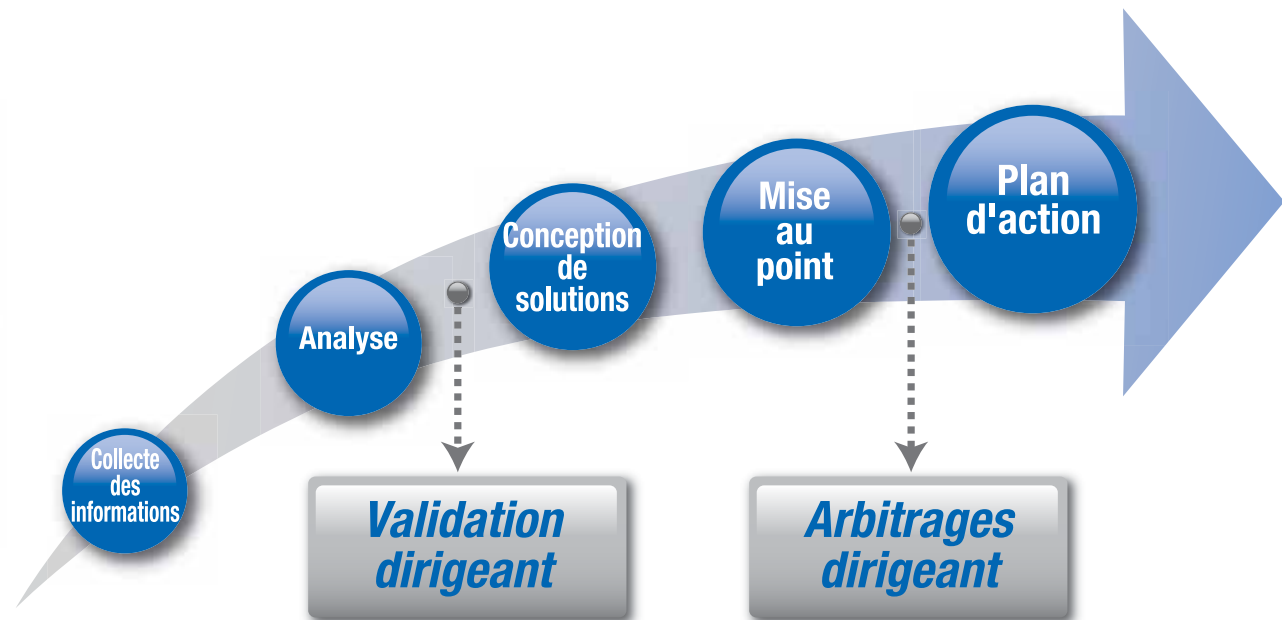 Collecte
des
informations
Analyse
Conception
de
solutions
Mise
au
point
Plan
d'action
Validation
dirigeant
Arbitrages
dirigeant